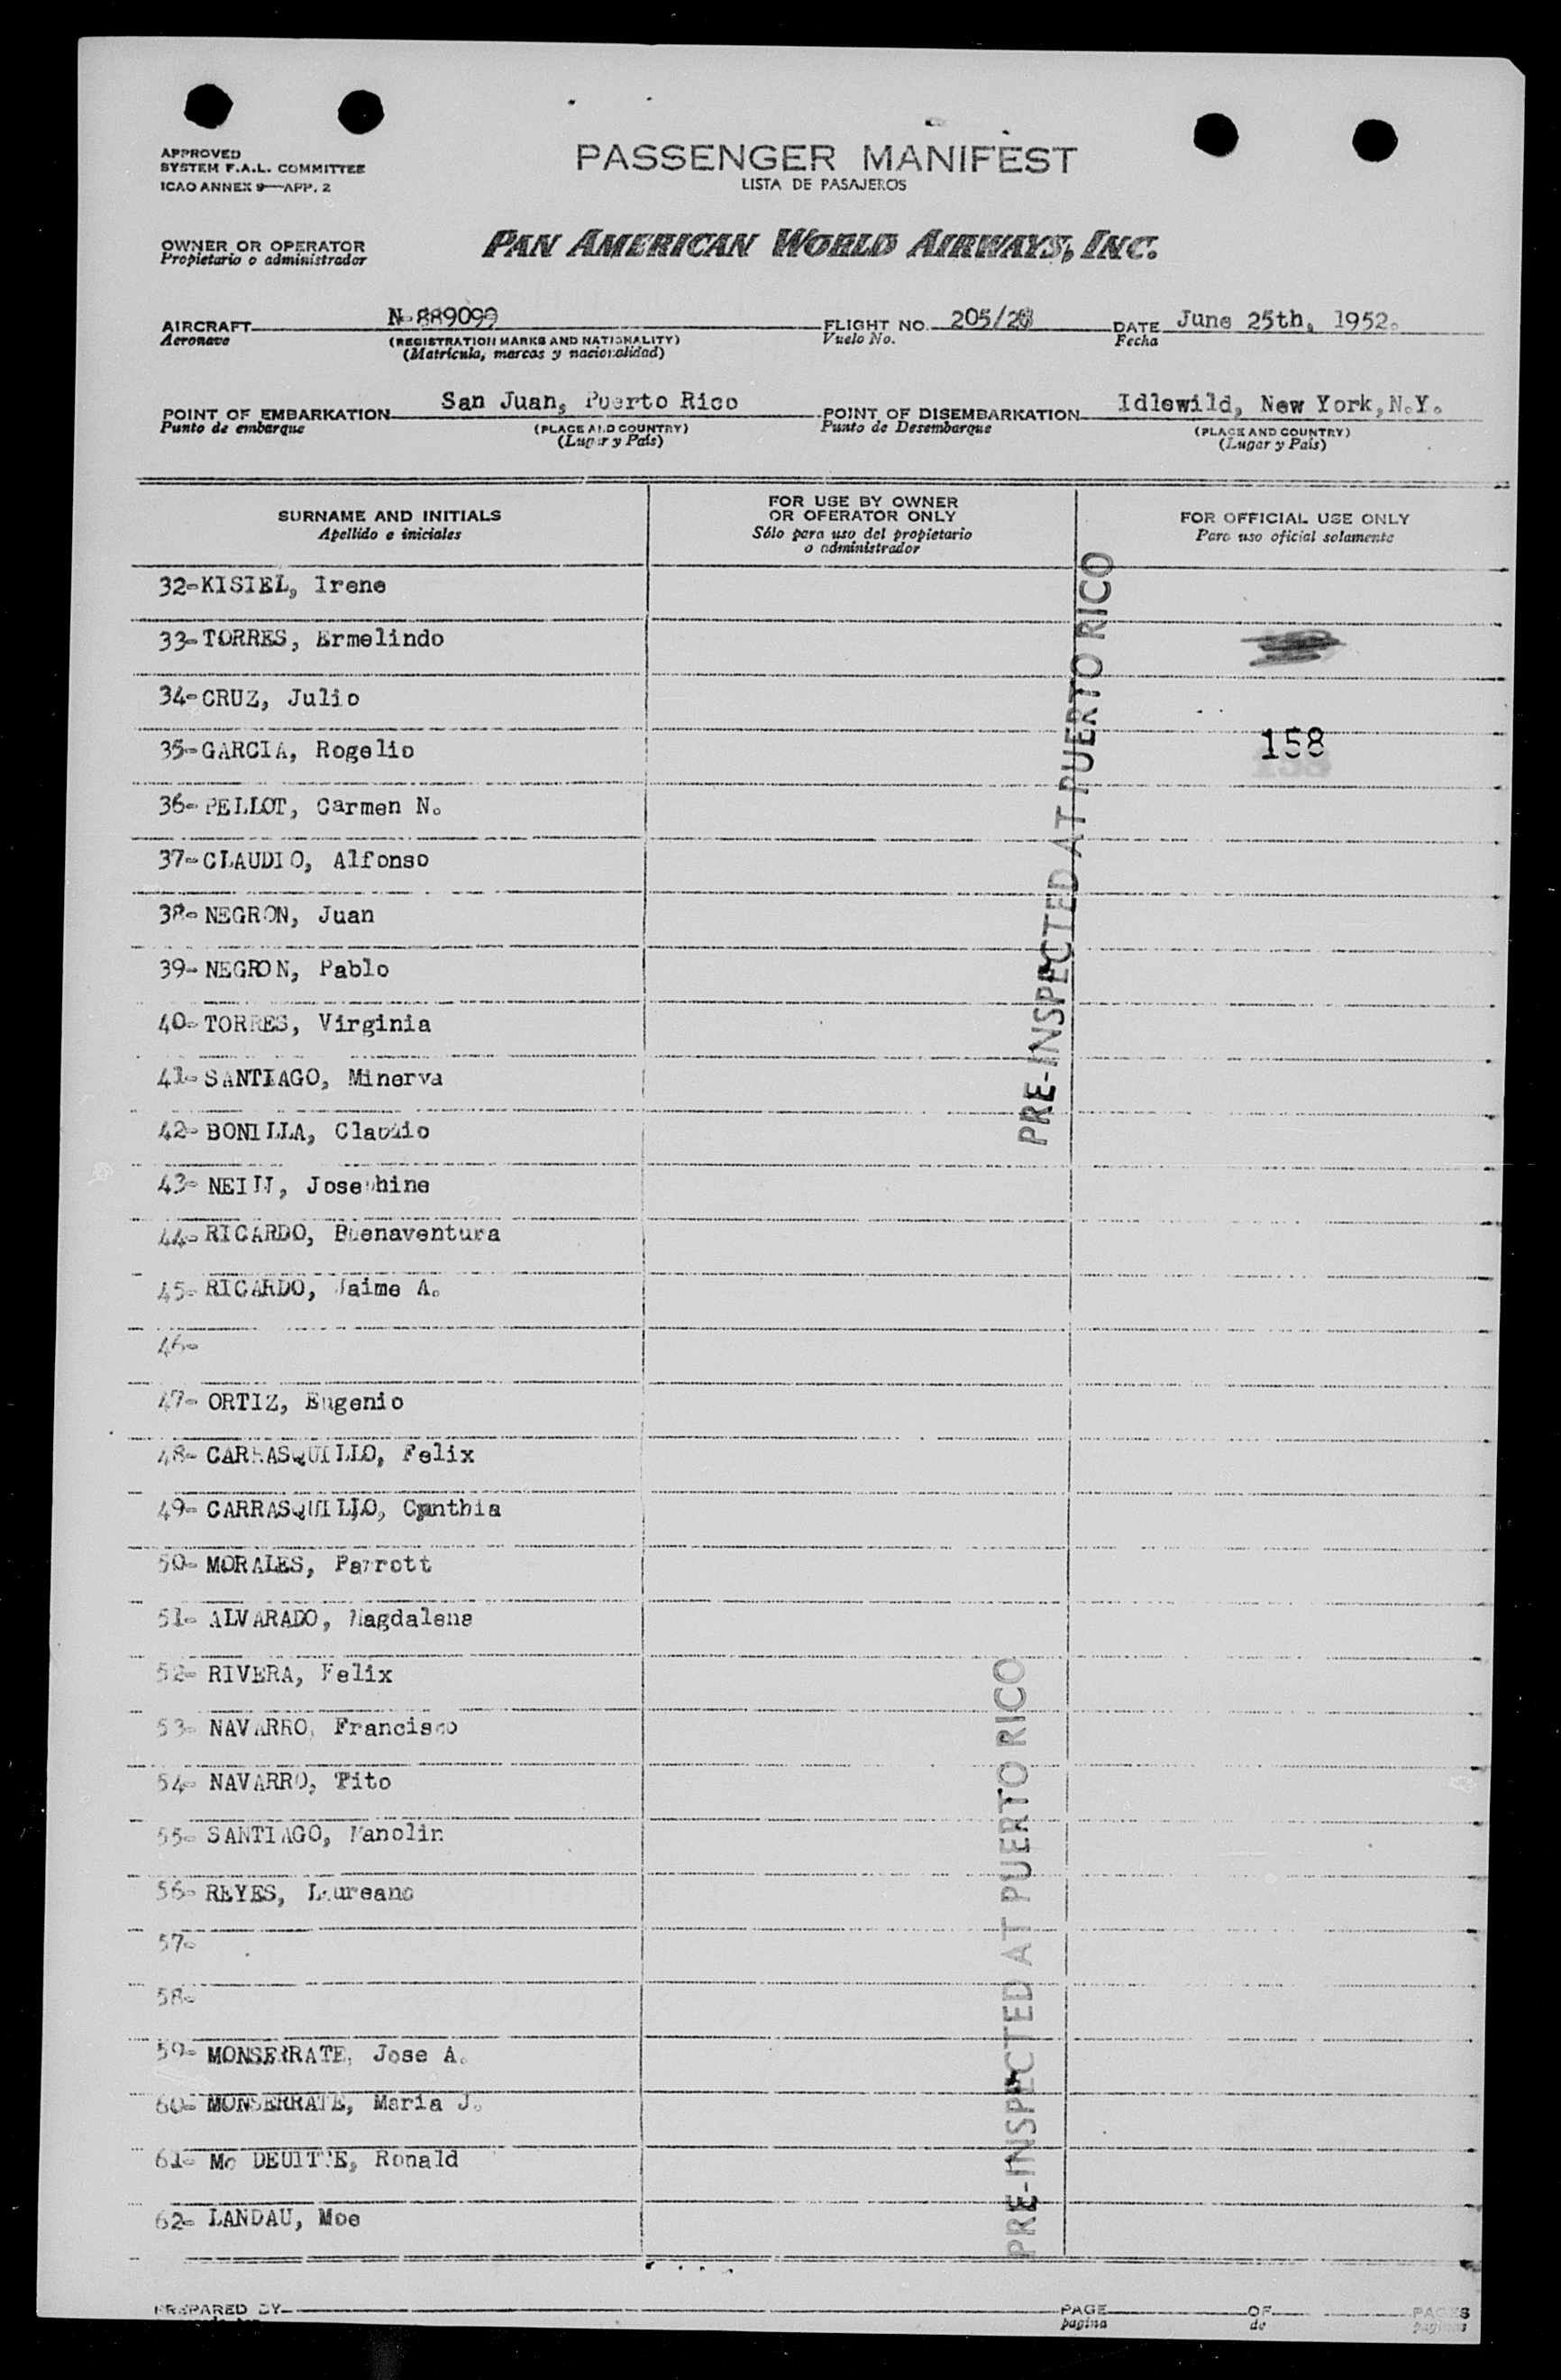 APPROVED
SYSTEM F.A.L. COMMITTEE
ICAO ANNEX 9—APP. 2
PASSENGER MANIFEST
LISTA DE PASAJEROS
OWNER OR OPERATOR
Propietario o administrador
PAN AMERICAN WORLD AIRWAYS, INC.
AIRCRAFT N-88909
Aeronave
(REGISTRATION MARKS AND NATIONALITY)
(Matrícula, marcas y nacionalidad)
FLIGHT NO. 205/
Vuelo No.
DATE June 25th, 1952.
Fecha
POINT OF EMBARKATION San Juan, Puerto Rico
Punto de embarque
(PLACE AND COUNTRY)
(Lugar y País)
POINT OF DISEMBARKATION Idlewild, New York, N.Y.
Punto de Desembarque
(PLACE AND COUNTRY)
(Lugar y País)
SURNAME AND INITIALS
Apellido e iniciales
FOR USE BY OWNER
OR OPERATOR ONLY
Sólo para uso del propietario
o administrador
FOR OFFICIAL USE ONLY
Para uso oficial solamente
32-KISIEL, Irene
33-TORRES, Ermelindo
34-CRUZ, Julio
35-GARCIA, Rogelio
158
36-PELLOT, Carmen N.
37-CLAUDIO, Alfonso
38-NEGRON, Juan
39-NEGRON, Pablo
40-TORRES, Virginia
41-SANTIAGO, Minerva
42-BONILLA, Claudio
PRE-INSPECTED AT PUERTO RICO
43- Josephine
44-RICARDO, Buenaventura
45-RICARDO, Jaime A.
46-
47- ORTIZ, Eugenio
48- CARRASQUILLO, Felix
49- CARRASQUILLO, Cynthia
50- MORALES, Parrott
51- ALVARADO, Magdalena
52- RIVERA, Felix
53- NAVARRO, Francisco
54- NAVARRO, Tito
55- SANTIAGO, Manolin
56- REYES, Laureano
57-
58-
59- MONSERRATE, Jose A.
60- MONSERRATE, Maria J.
61- Mc Ronald
62- LANDAU, Moe
PRE-INSPECTED AT PUERTO RICO
PREPARED BY
PAGE OF PAGES
pagina de paginas